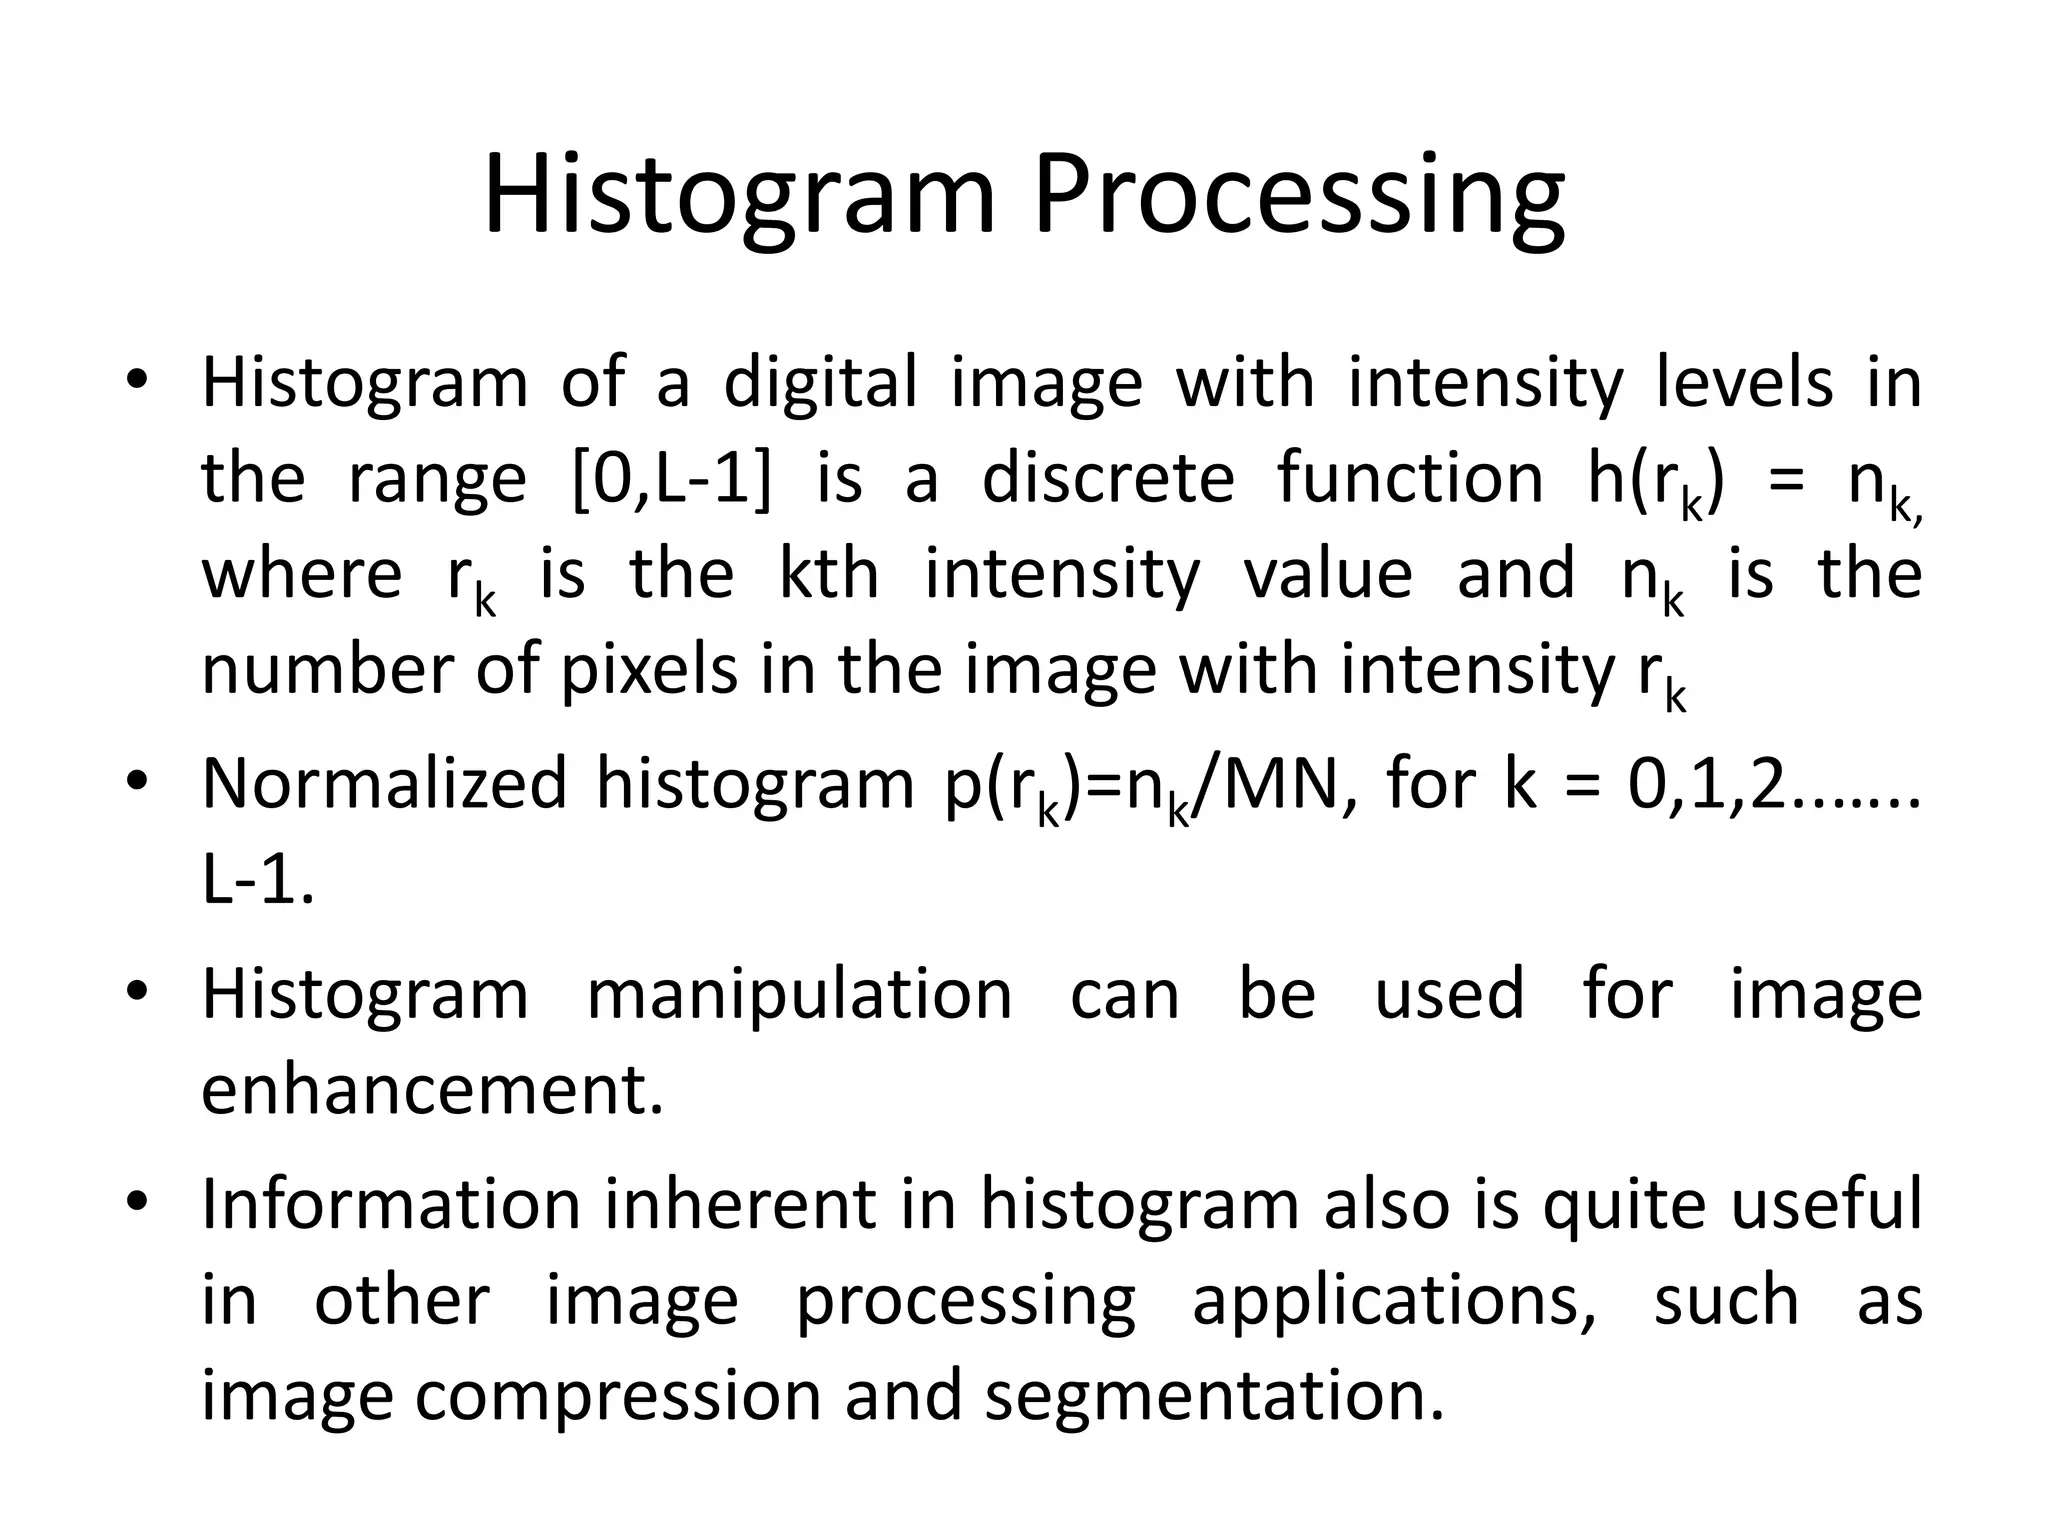 Histogram Processing
• Histogram of a digital image with intensity levels in
the range [0,L-1] is a discrete function h(rₖ) = nₖ,
where rₖ is the kth intensity value and nₖ is the
number of pixels in the image with intensity rₖ
• Normalized histogram p(rₖ)=nₖ/MN, for k = 0,1,2..…...
L-1.
• Histogram manipulation can be used for image
enhancement.
• Information inherent in histogram also is quite useful
in other image processing applications, such as
image compression and segmentation.